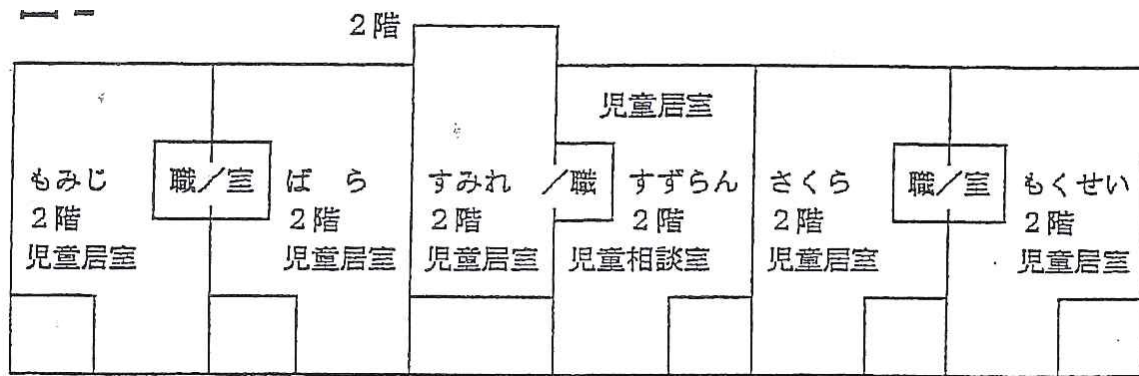 2階
児童居室
もみじ
2階
児童居室
職／室
ば　ら
2階
児童居室
すみれ
2階
児童居室
／職
すずらん
2階
児童相談室
さくら
2階
児童居室
職／室
もくせい
2階
児童居室